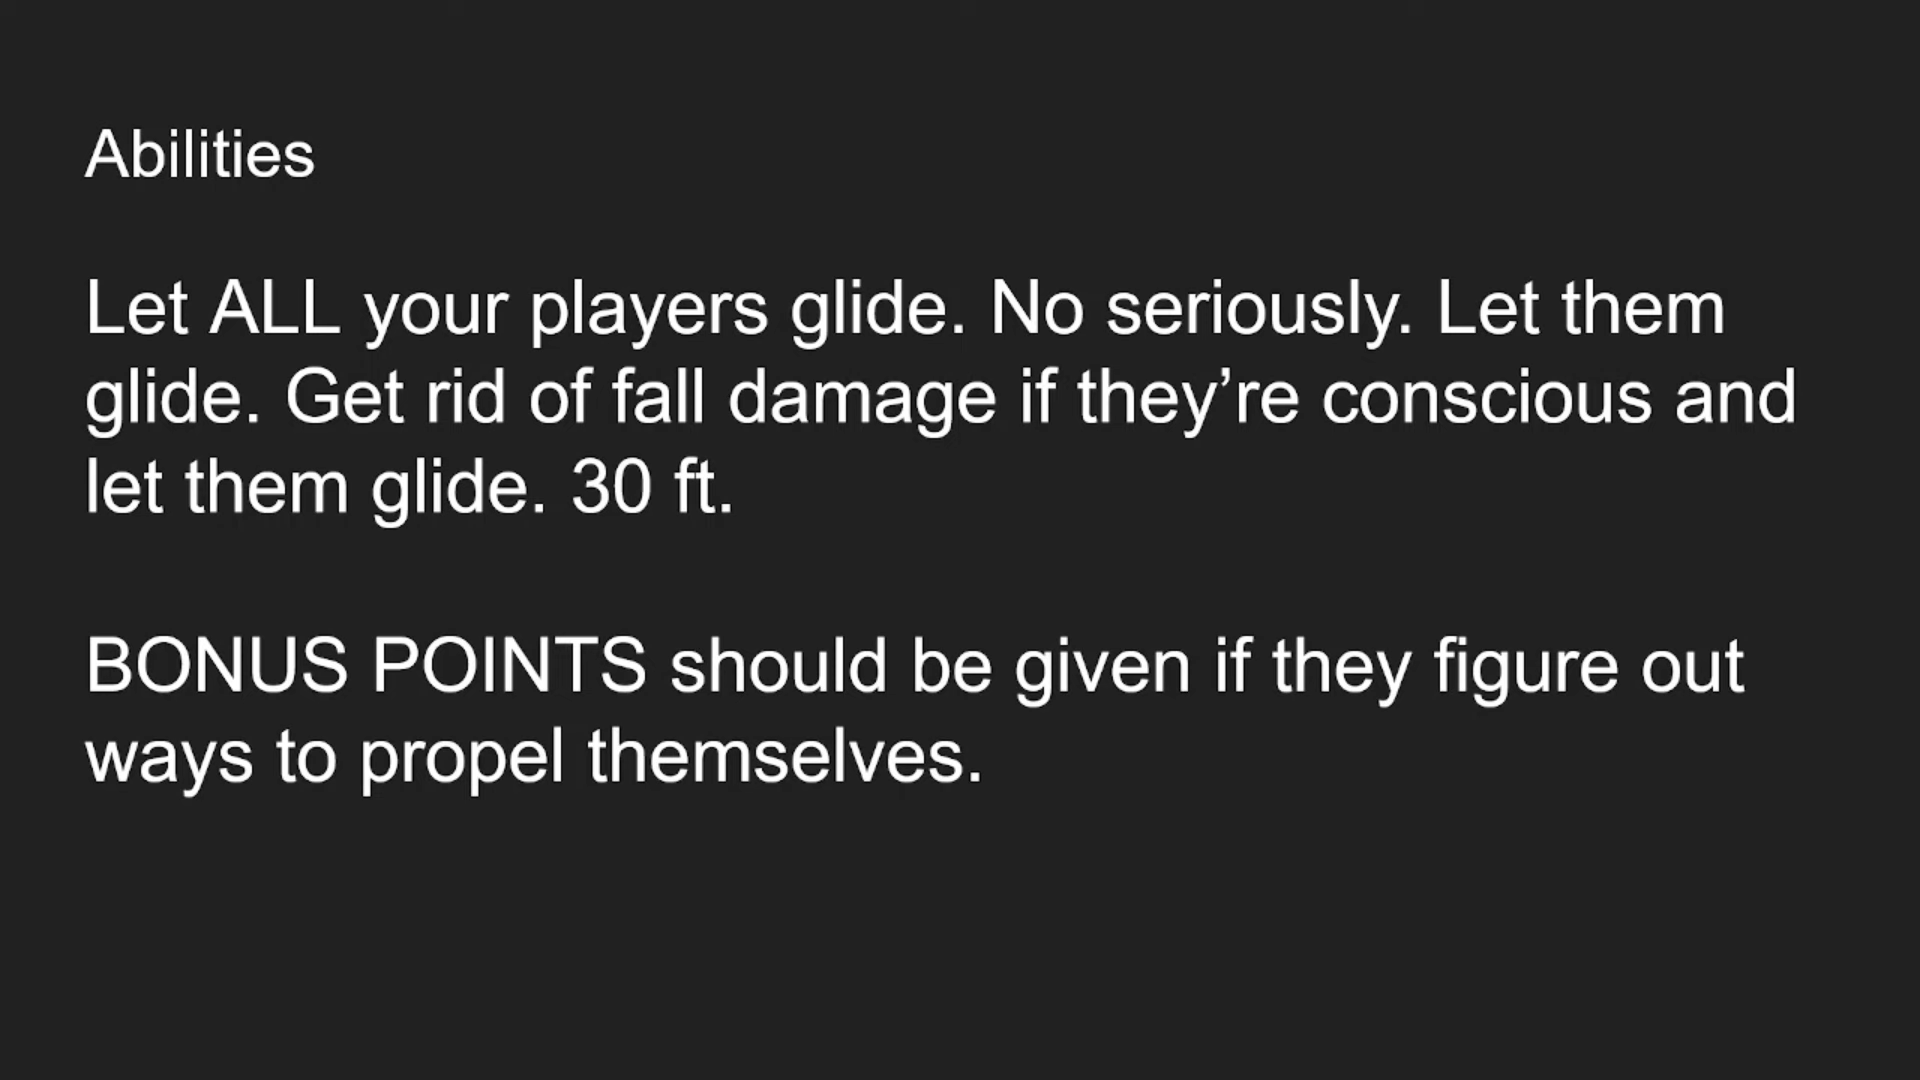 Abilities
Let ALL your players glide. No seriously. Let them
glide. Get rid of fall damage if they’re conscious and
let them glide. 30 ft.
BONUS POINTS should be given if they figure out
ways to propel themselves.